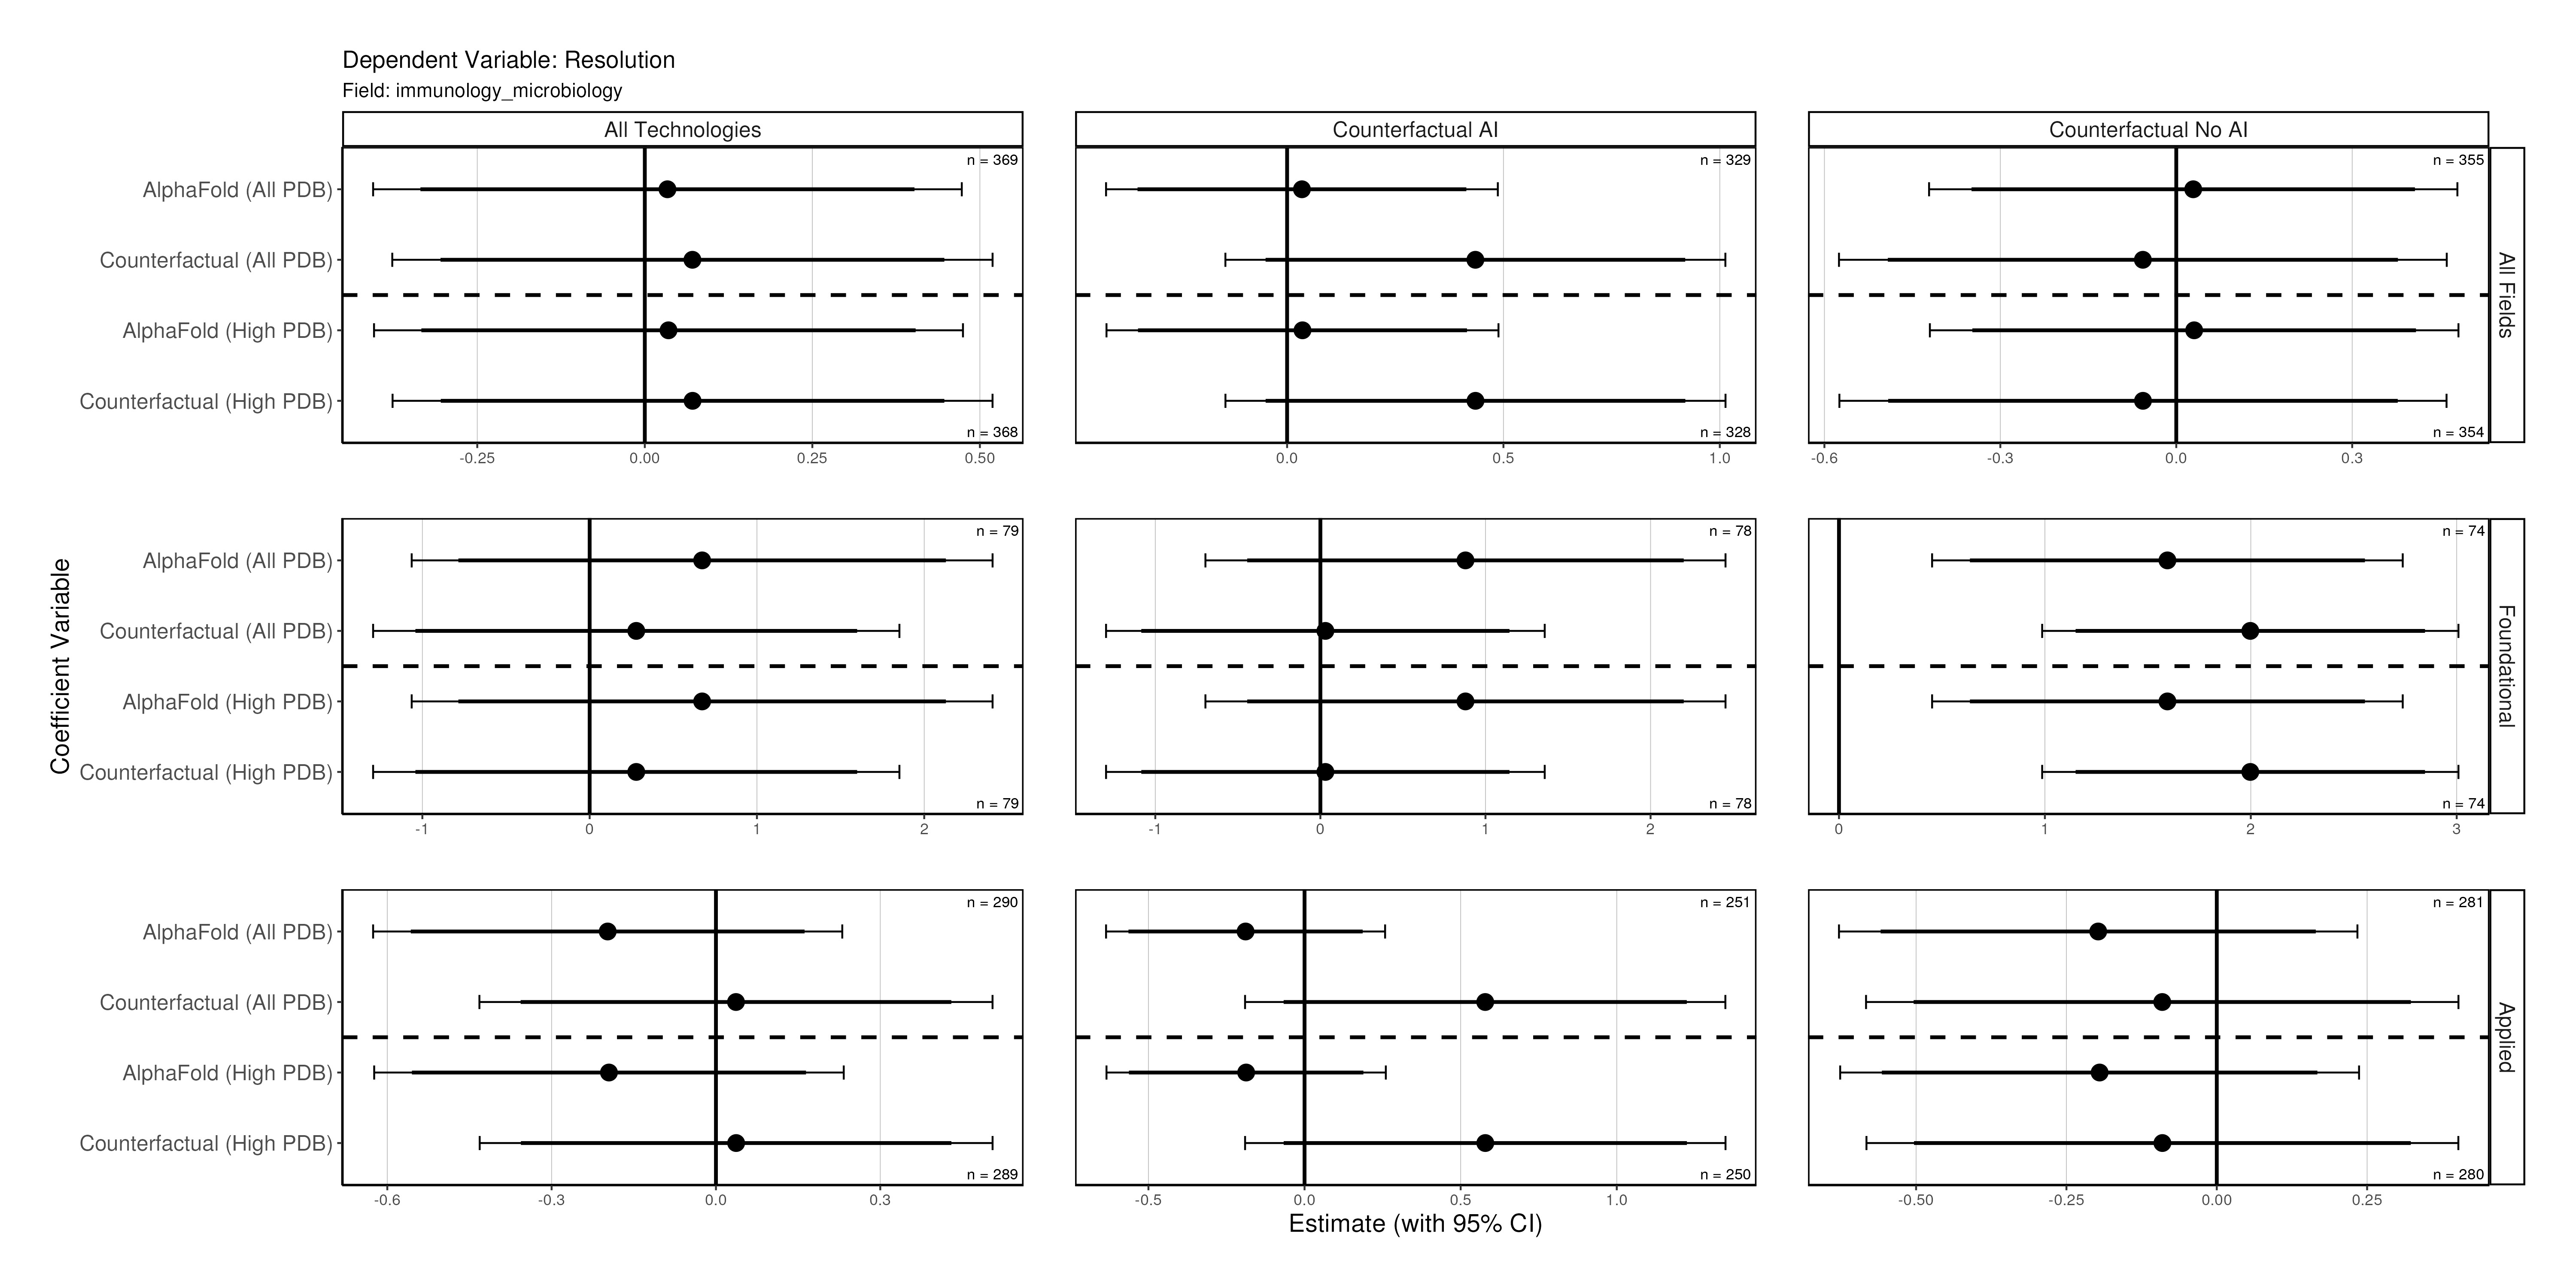 Dependent Variable: Resolution
Field: immunology_microbiology
All Technologies
Counterfactual AI
Counterfactual No AI
Coefficient Variable
AlphaFold (All PDB)
Counterfactual (All PDB)
AlphaFold (High PDB)
Counterfactual (High PDB)
n = 369
n = 368
-0.25 0.00 0.25 0.50
n = 329
n = 328
0.0 0.5 1.0
n = 355
n = 354
-0.6 -0.3 0.0 0.3
All Fields
AlphaFold (All PDB)
Counterfactual (All PDB)
AlphaFold (High PDB)
Counterfactual (High PDB)
n = 79
n = 79
-1 0 1 2
n = 78
n = 78
-1 0 1 2
n = 74
n = 74
0 1 2 3
Foundational
AlphaFold (All PDB)
Counterfactual (All PDB)
AlphaFold (High PDB)
Counterfactual (High PDB)
n = 290
n = 289
-0.6 -0.3 0.0 0.3
n = 251
n = 250
-0.5 0.0 0.5 1.0
n = 281
n = 280
-0.50 -0.25 0.00 0.25
Applied
Estimate (with 95% CI)